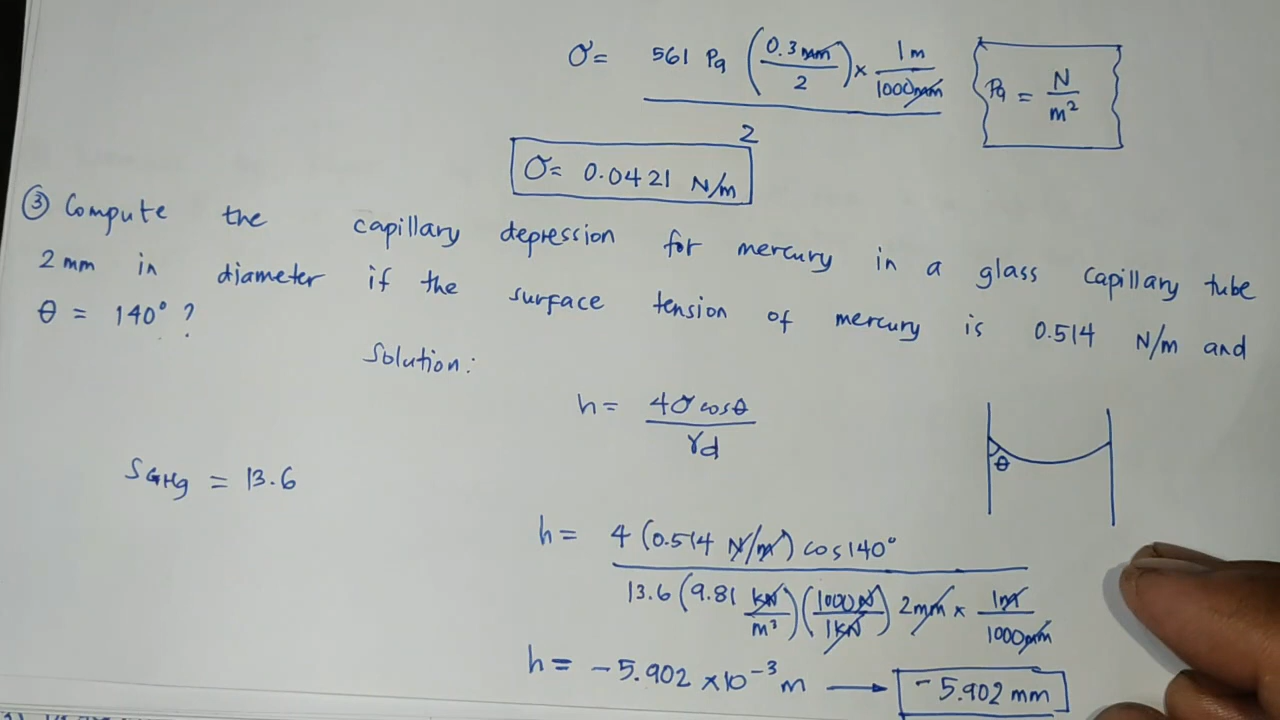 σ = 561 Pa (0.3 mm / 2) × 1 m / 1000 mm
2
Pa = N / m²
σ = 0.0421 N/m
③ Compute the capillary depression for mercury in a glass capillary tube
2 mm in diameter if the surface tension of mercury is 0.514 N/m and
θ = 140° ?
Solution:
h = 4σ cosθ / γd
θ
SGHg = 13.6
h = 4 (0.514 N/m) cos 140°
13.6 (9.81 kN / m³) (1000 N / 1 kN) 2 mm × 1 m / 1000 mm
h = -5.902 × 10⁻³ m → -5.902 mm